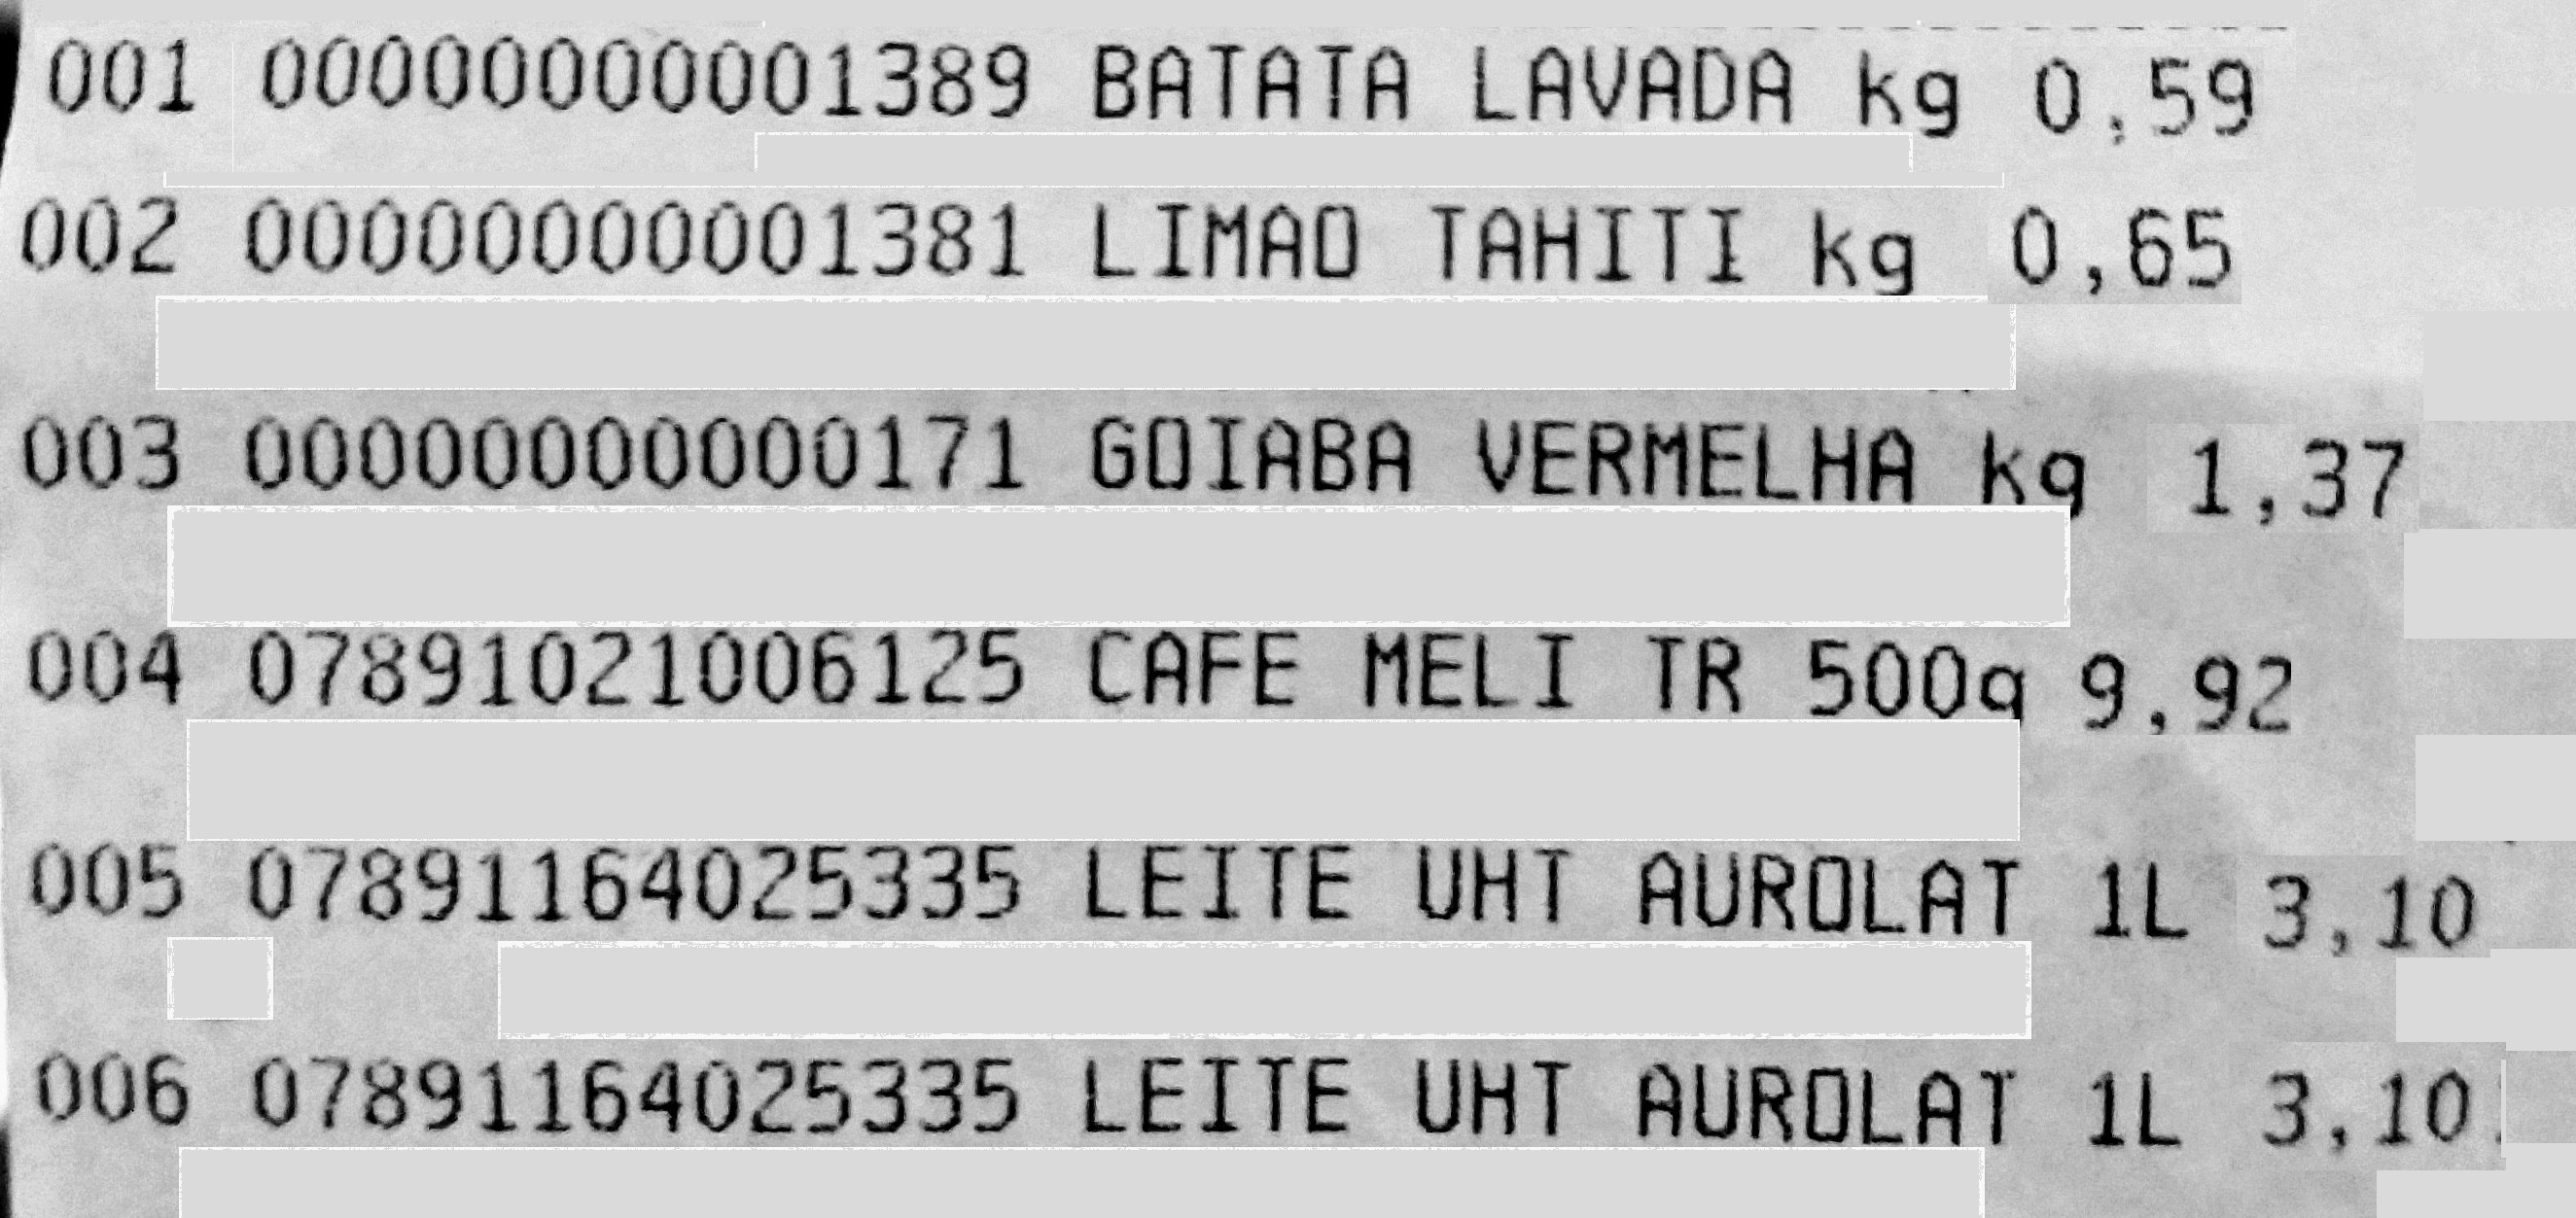 001 00000000001389 BATATA LAVADA kg 0,59
002 00000000001381 LIMAO TAHITI kg 0,65
003 00000000000171 GOIABA VERMELHA kg 1,37
004 07891021006125 CAFE MELI TR 500g 9,92
005 07891164025335 LEITE UHT AUROLAT 1L 3,10
006 07891164025335 LEITE UHT AUROLAT 1L 3,10